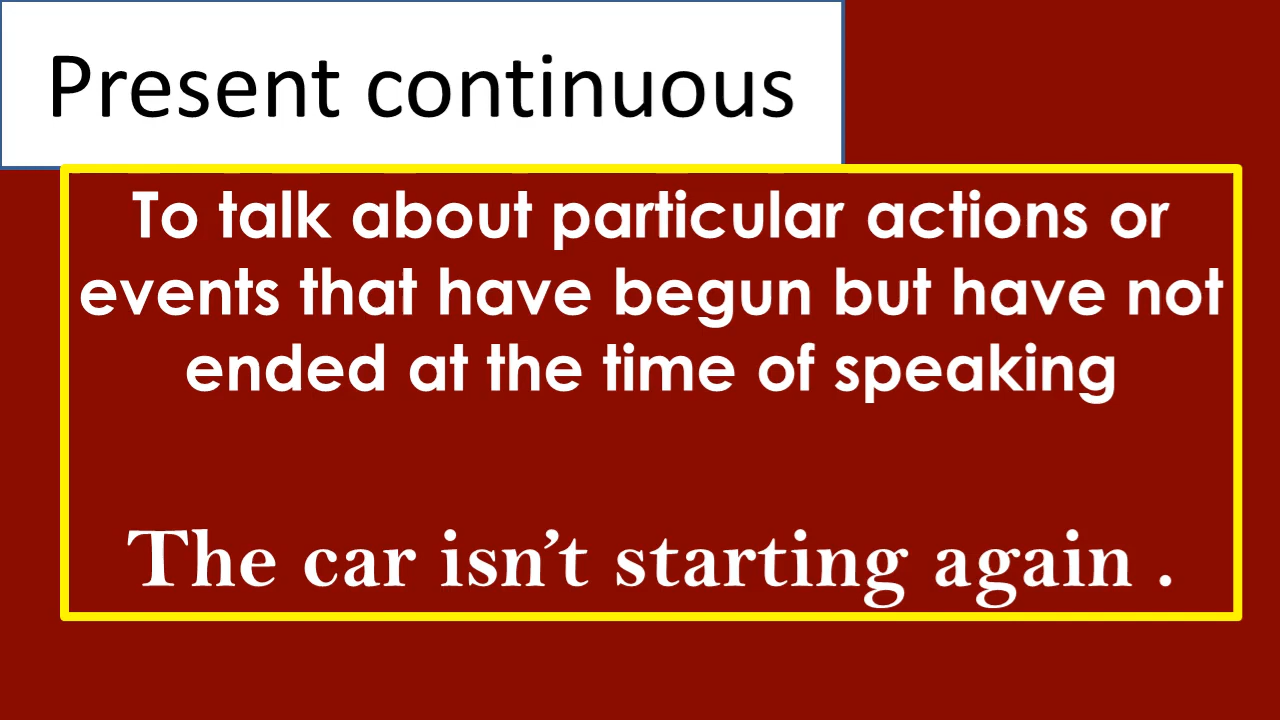 Present continuous
To talk about particular actions or
events that have begun but have not
ended at the time of speaking
The car isn’t starting again .